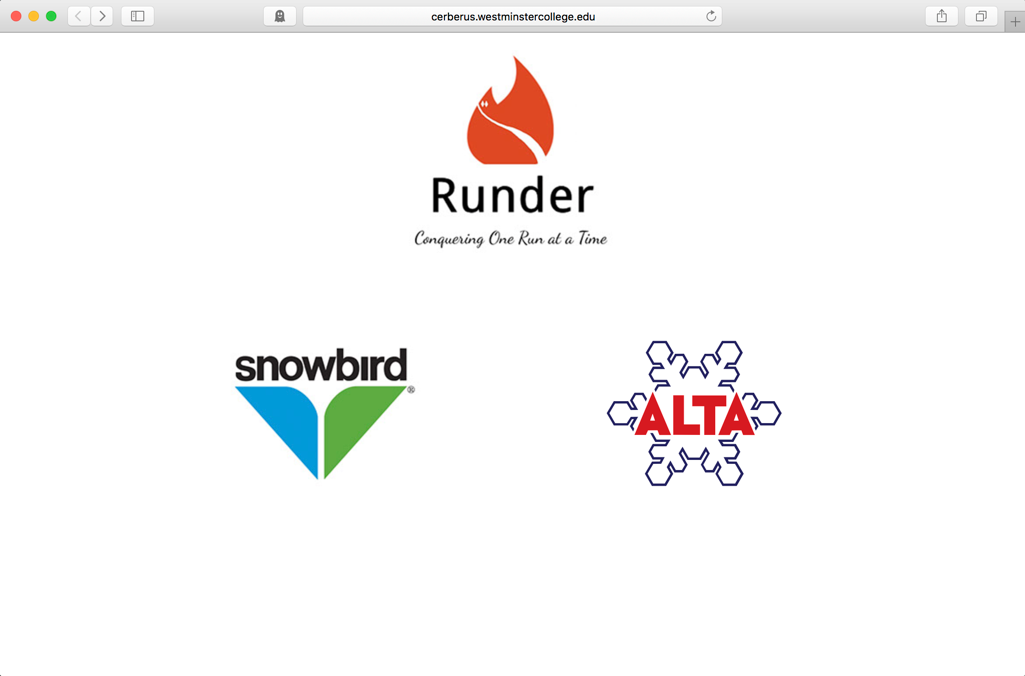 cerberus.westminstercollege.edu
Runder
Conquering One Run at a Time
snowbird®
ALTA